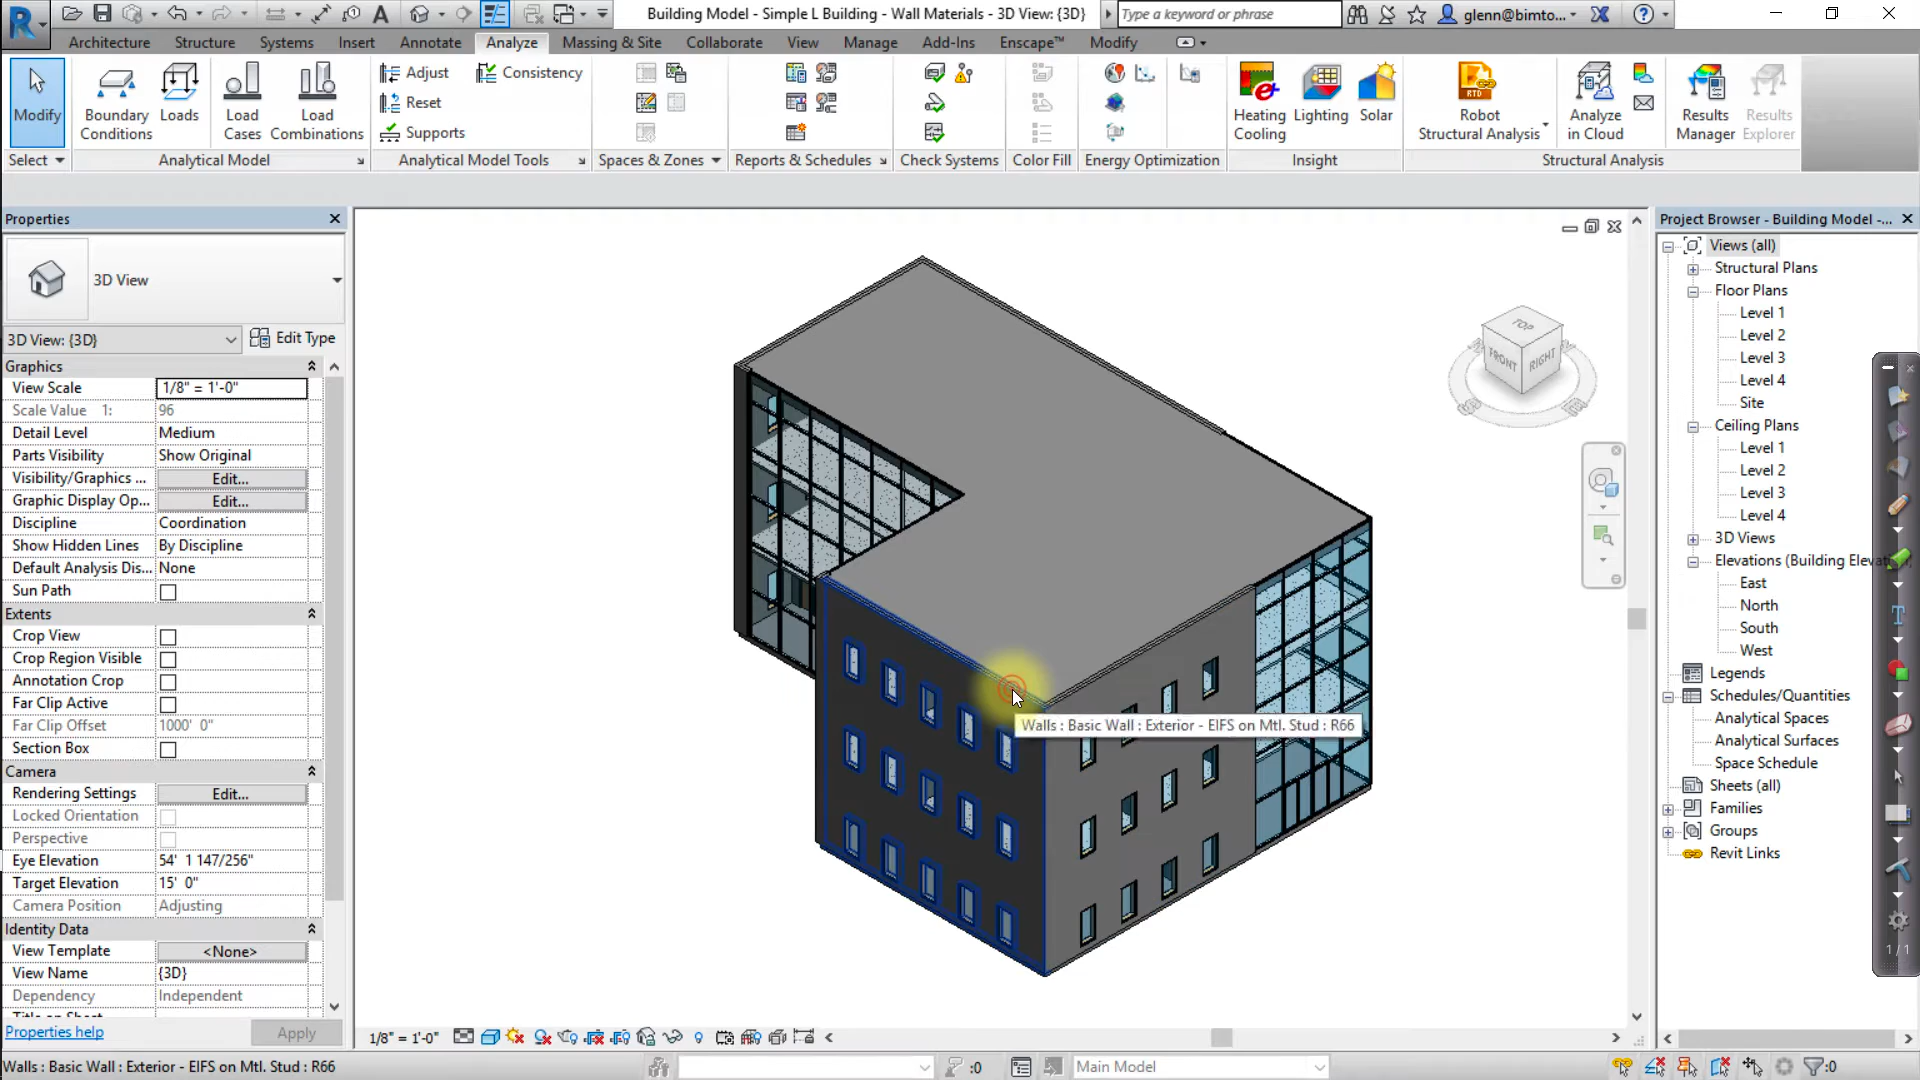 Building Model - Simple L Building - Wall Materials - 3D View: {3D}
Type a keyword or phrase
glenn@bimto...
Architecture
Structure
Systems
Insert
Annotate
Analyze
Massing & Site
Collaborate
View
Manage
Add-Ins
Enscape™
Modify
Modify
Boundary Conditions
Loads
Load Cases
Load Combinations
Adjust
Reset
Supports
Consistency
Heating Cooling
Lighting
Solar
Robot Structural Analysis
Analyze in Cloud
Results Manager
Results Explorer
Select
Analytical Model
Analytical Model Tools
Spaces & Zones
Reports & Schedules
Check Systems
Color Fill
Energy Optimization
Insight
Structural Analysis
Properties
3D View
3D View: {3D}
Edit Type
Graphics
View Scale 1/8" = 1'-0"
Scale Value 1: 96
Detail Level Medium
Parts Visibility Show Original
Visibility/Graphics ... Edit...
Graphic Display Op... Edit...
Discipline Coordination
Show Hidden Lines By Discipline
Default Analysis Dis... None
Sun Path
Extents
Crop View
Crop Region Visible
Annotation Crop
Far Clip Active
Far Clip Offset 1000' 0"
Section Box
Camera
Rendering Settings Edit...
Locked Orientation
Perspective
Eye Elevation 54' 1 147/256"
Target Elevation 15' 0"
Camera Position Adjusting
Identity Data
View Template <None>
View Name {3D}
Dependency Independent
Properties help
Apply
TOP
FRONT
RIGHT
Walls : Basic Wall : Exterior - EIFS on Mtl. Stud : R66
Project Browser - Building Model -...
Views (all)
Structural Plans
Floor Plans
Level 1
Level 2
Level 3
Level 4
Site
Ceiling Plans
Level 1
Level 2
Level 3
Level 4
3D Views
Elevations (Building Eleva
East
North
South
West
Legends
Schedules/Quantities
Analytical Spaces
Analytical Surfaces
Space Schedule
Sheets (all)
Families
Groups
Revit Links
1/1
1/8" = 1'-0"
Walls : Basic Wall : Exterior - EIFS on Mtl. Stud : R66
:0
Main Model
:0